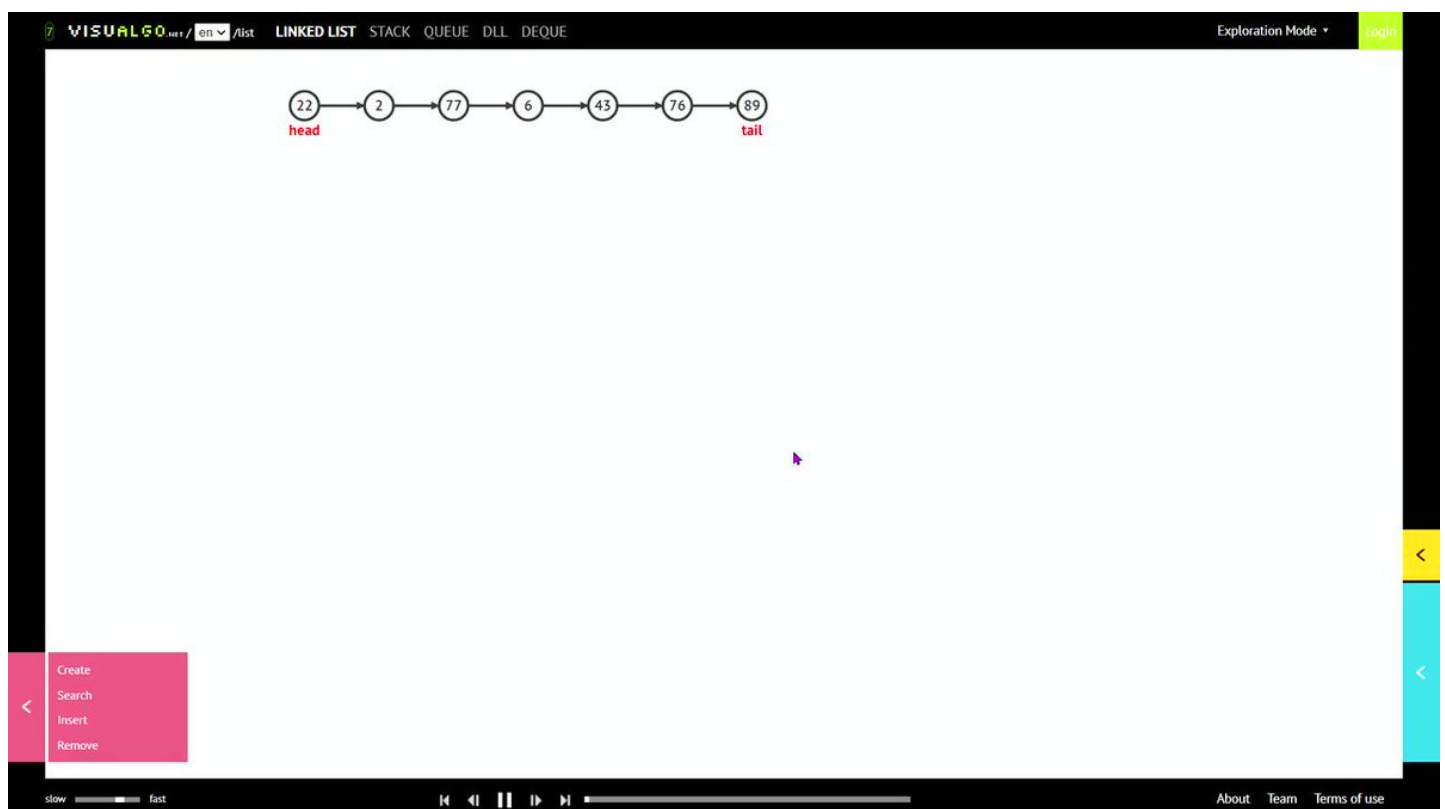 7 VISUALGO.NET / en /list LINKED LIST STACK QUEUE DLL DEQUE Exploration Mode Login
22 2 77 6 43 76 89
head tail
Create
Search
Insert
Remove
slow fast About Team Terms of use